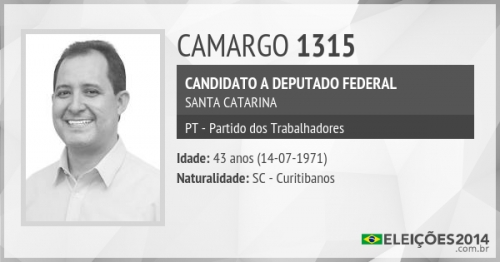 CAMARGO 1315
CANDIDATO A DEPUTADO FEDERAL
SANTA CATARINA
PT - Partido dos Trabalhadores
Idade: 43 anos (14-07-1971)
Naturalidade: SC - Curitibanos
ELEIÇÕES2014
.com.br